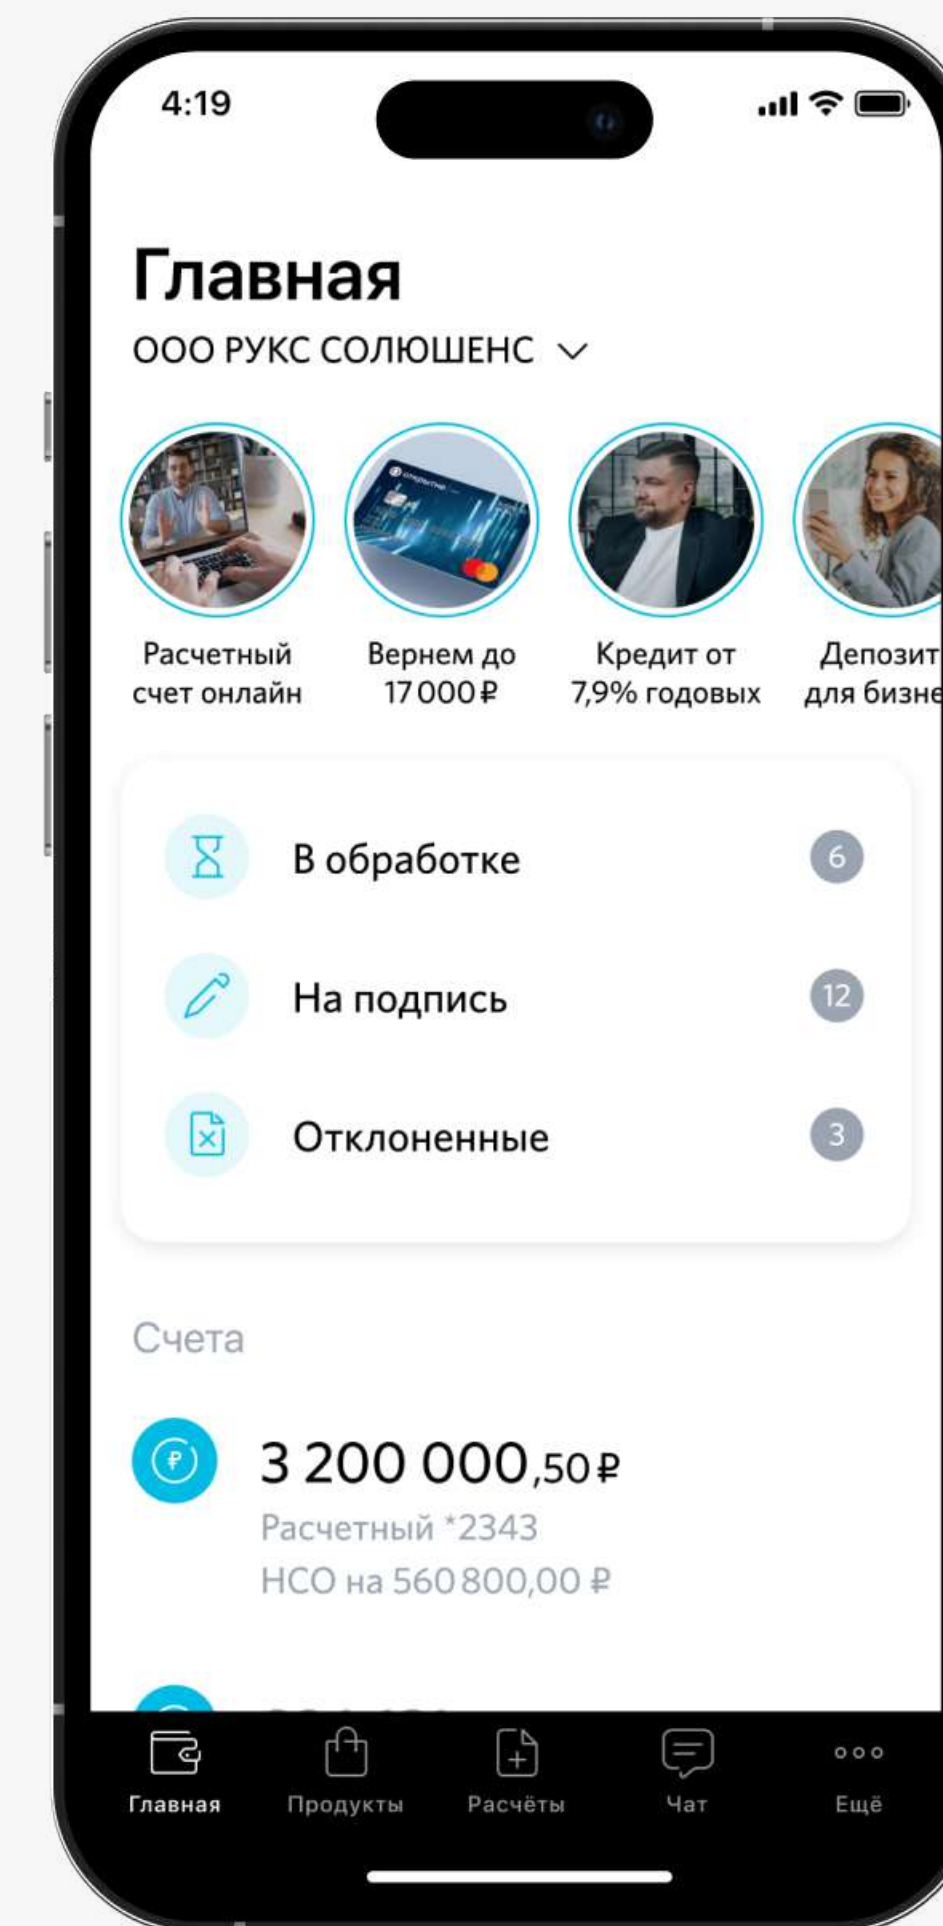 4:19
Главная
ООО РУКС СОЛЮШЕНС
открытие
Расчетный
счет онлайн
Вернем до
17 000 ₽
Кредит от
7,9% годовых
Депозит
для бизне
В обработке
6
На подпись
12
Отклоненные
3
Счета
3 200 000,50 ₽
Расчетный *2343
НСО на 560 800,00 ₽
Главная
Продукты
Расчёты
Чат
Ещё